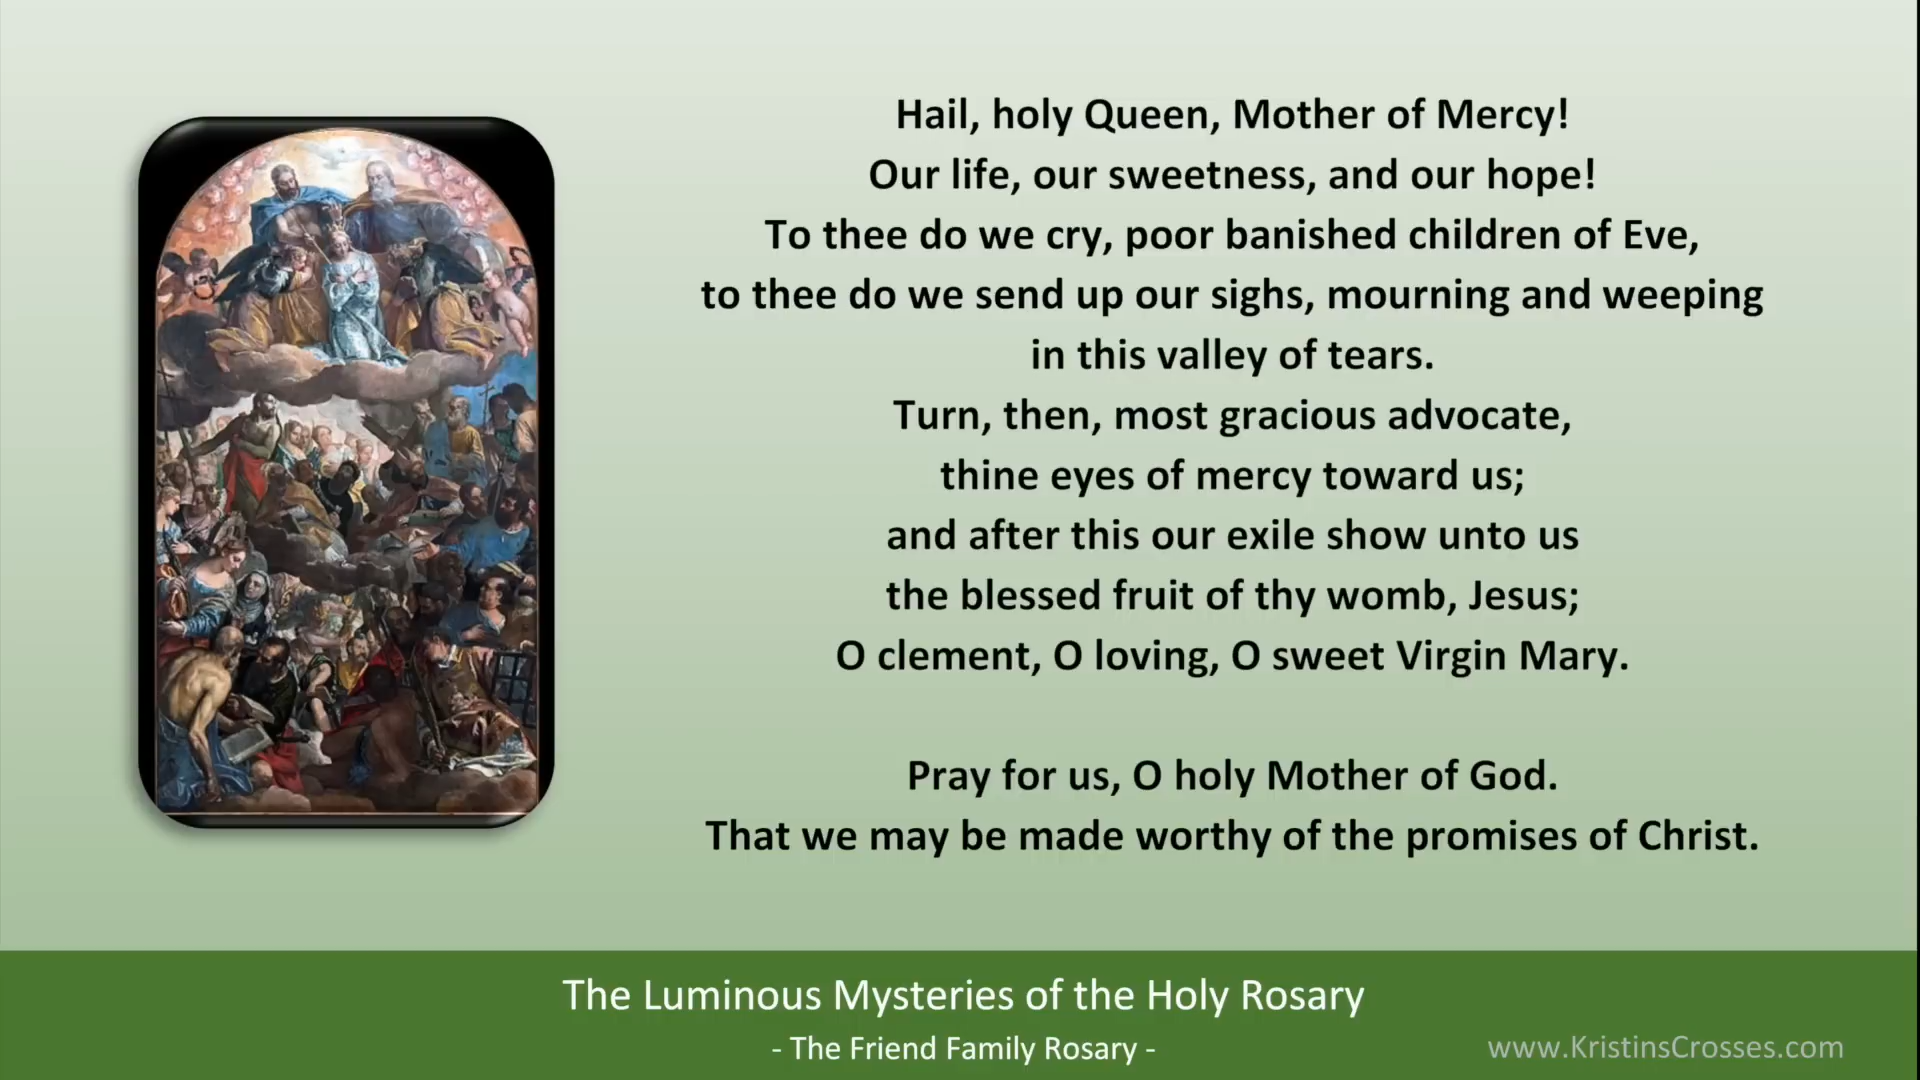 Hail, holy Queen, Mother of Mercy!
Our life, our sweetness, and our hope!
To thee do we cry, poor banished children of Eve,
to thee do we send up our sighs, mourning and weeping
in this valley of tears.
Turn, then, most gracious advocate,
thine eyes of mercy toward us;
and after this our exile show unto us
the blessed fruit of thy womb, Jesus;
O clement, O loving, O sweet Virgin Mary.
Pray for us, O holy Mother of God.
That we may be made worthy of the promises of Christ.
The Luminous Mysteries of the Holy Rosary
- The Friend Family Rosary -
www.KristinsCrosses.com